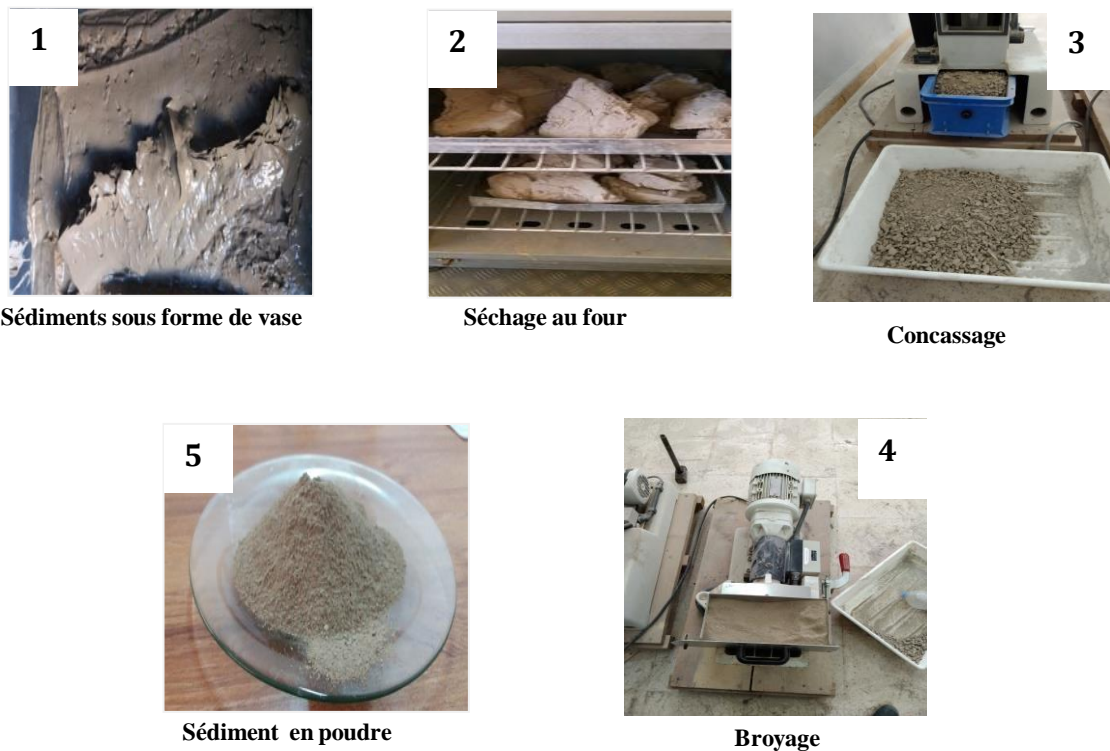 1
2
3
Sédiments sous forme de vase
Séchage au four
Concassage
5
4
Sédiment en poudre
Broyage